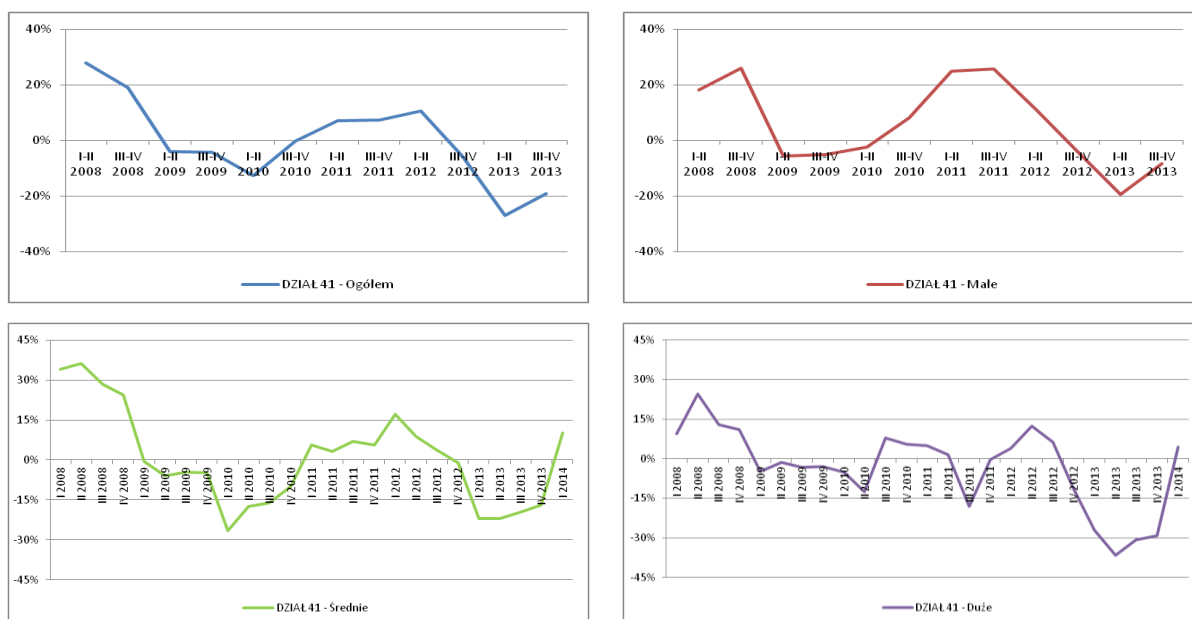 40%
20%
0%
-20%
-40%
I-II 2008
III-IV 2008
I-II 2009
III-IV 2009
I-II 2010
III-IV 2010
I-II 2011
III-IV 2011
I-II 2012
III-IV 2012
I-II 2013
III-IV 2013
DZIAŁ 41 - Ogółem
40%
20%
0%
-20%
-40%
I-II 2008
III-IV 2008
I-II 2009
III-IV 2009
I-II 2010
III-IV 2010
I-II 2011
III-IV 2011
I-II 2012
III-IV 2012
I-II 2013
III-IV 2013
DZIAŁ 41 - Małe
45%
30%
15%
0%
-15%
-30%
-45%
I 2008
II 2008
III 2008
IV 2008
I 2009
II 2009
III 2009
IV 2009
I 2010
II 2010
III 2010
IV 2010
I 2011
II 2011
III 2011
IV 2011
I 2012
II 2012
III 2012
IV 2012
I 2013
II 2013
III 2013
IV 2013
I 2014
DZIAŁ 41 - Średnie
45%
30%
15%
0%
-15%
-30%
-45%
I 2008
II 2008
III 2008
IV 2008
I 2009
II 2009
III 2009
IV 2009
I 2010
II 2010
III 2010
IV 2010
I 2011
II 2011
III 2011
IV 2011
I 2012
II 2012
III 2012
IV 2012
I 2013
II 2013
III 2013
IV 2013
I 2014
DZIAŁ 41 - Duże